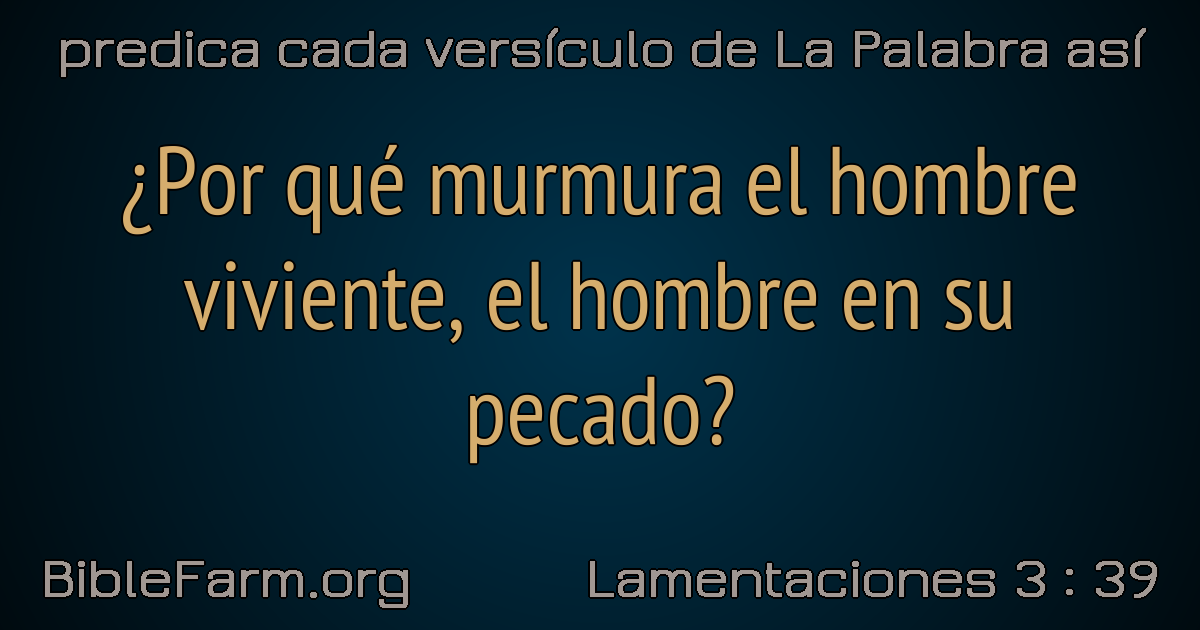 predica cada versículo de La Palabra así
¿Por qué murmura el hombre
viviente, el hombre en su
pecado?
BibleFarm.org
Lamentaciones 3 : 39